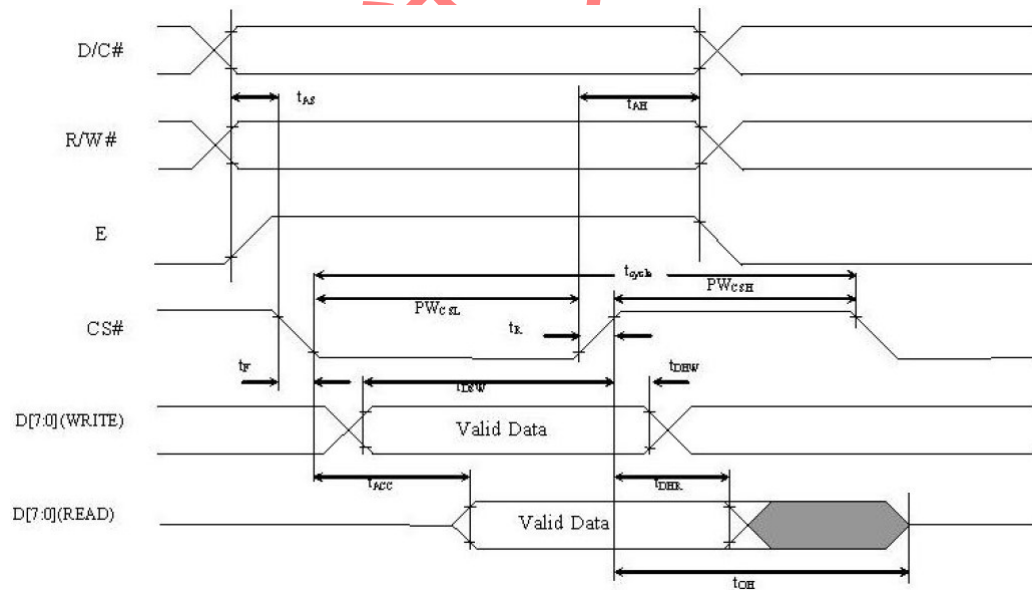 D/C#
tAS
tAH
R/W#
E
tcycle
PWCSL
PWCSH
CS#
tR
tF
tDSW
tDHW
D[7:0](WRITE)
Valid Data
tACC
tDHR
D[7:0](READ)
Valid Data
tOH